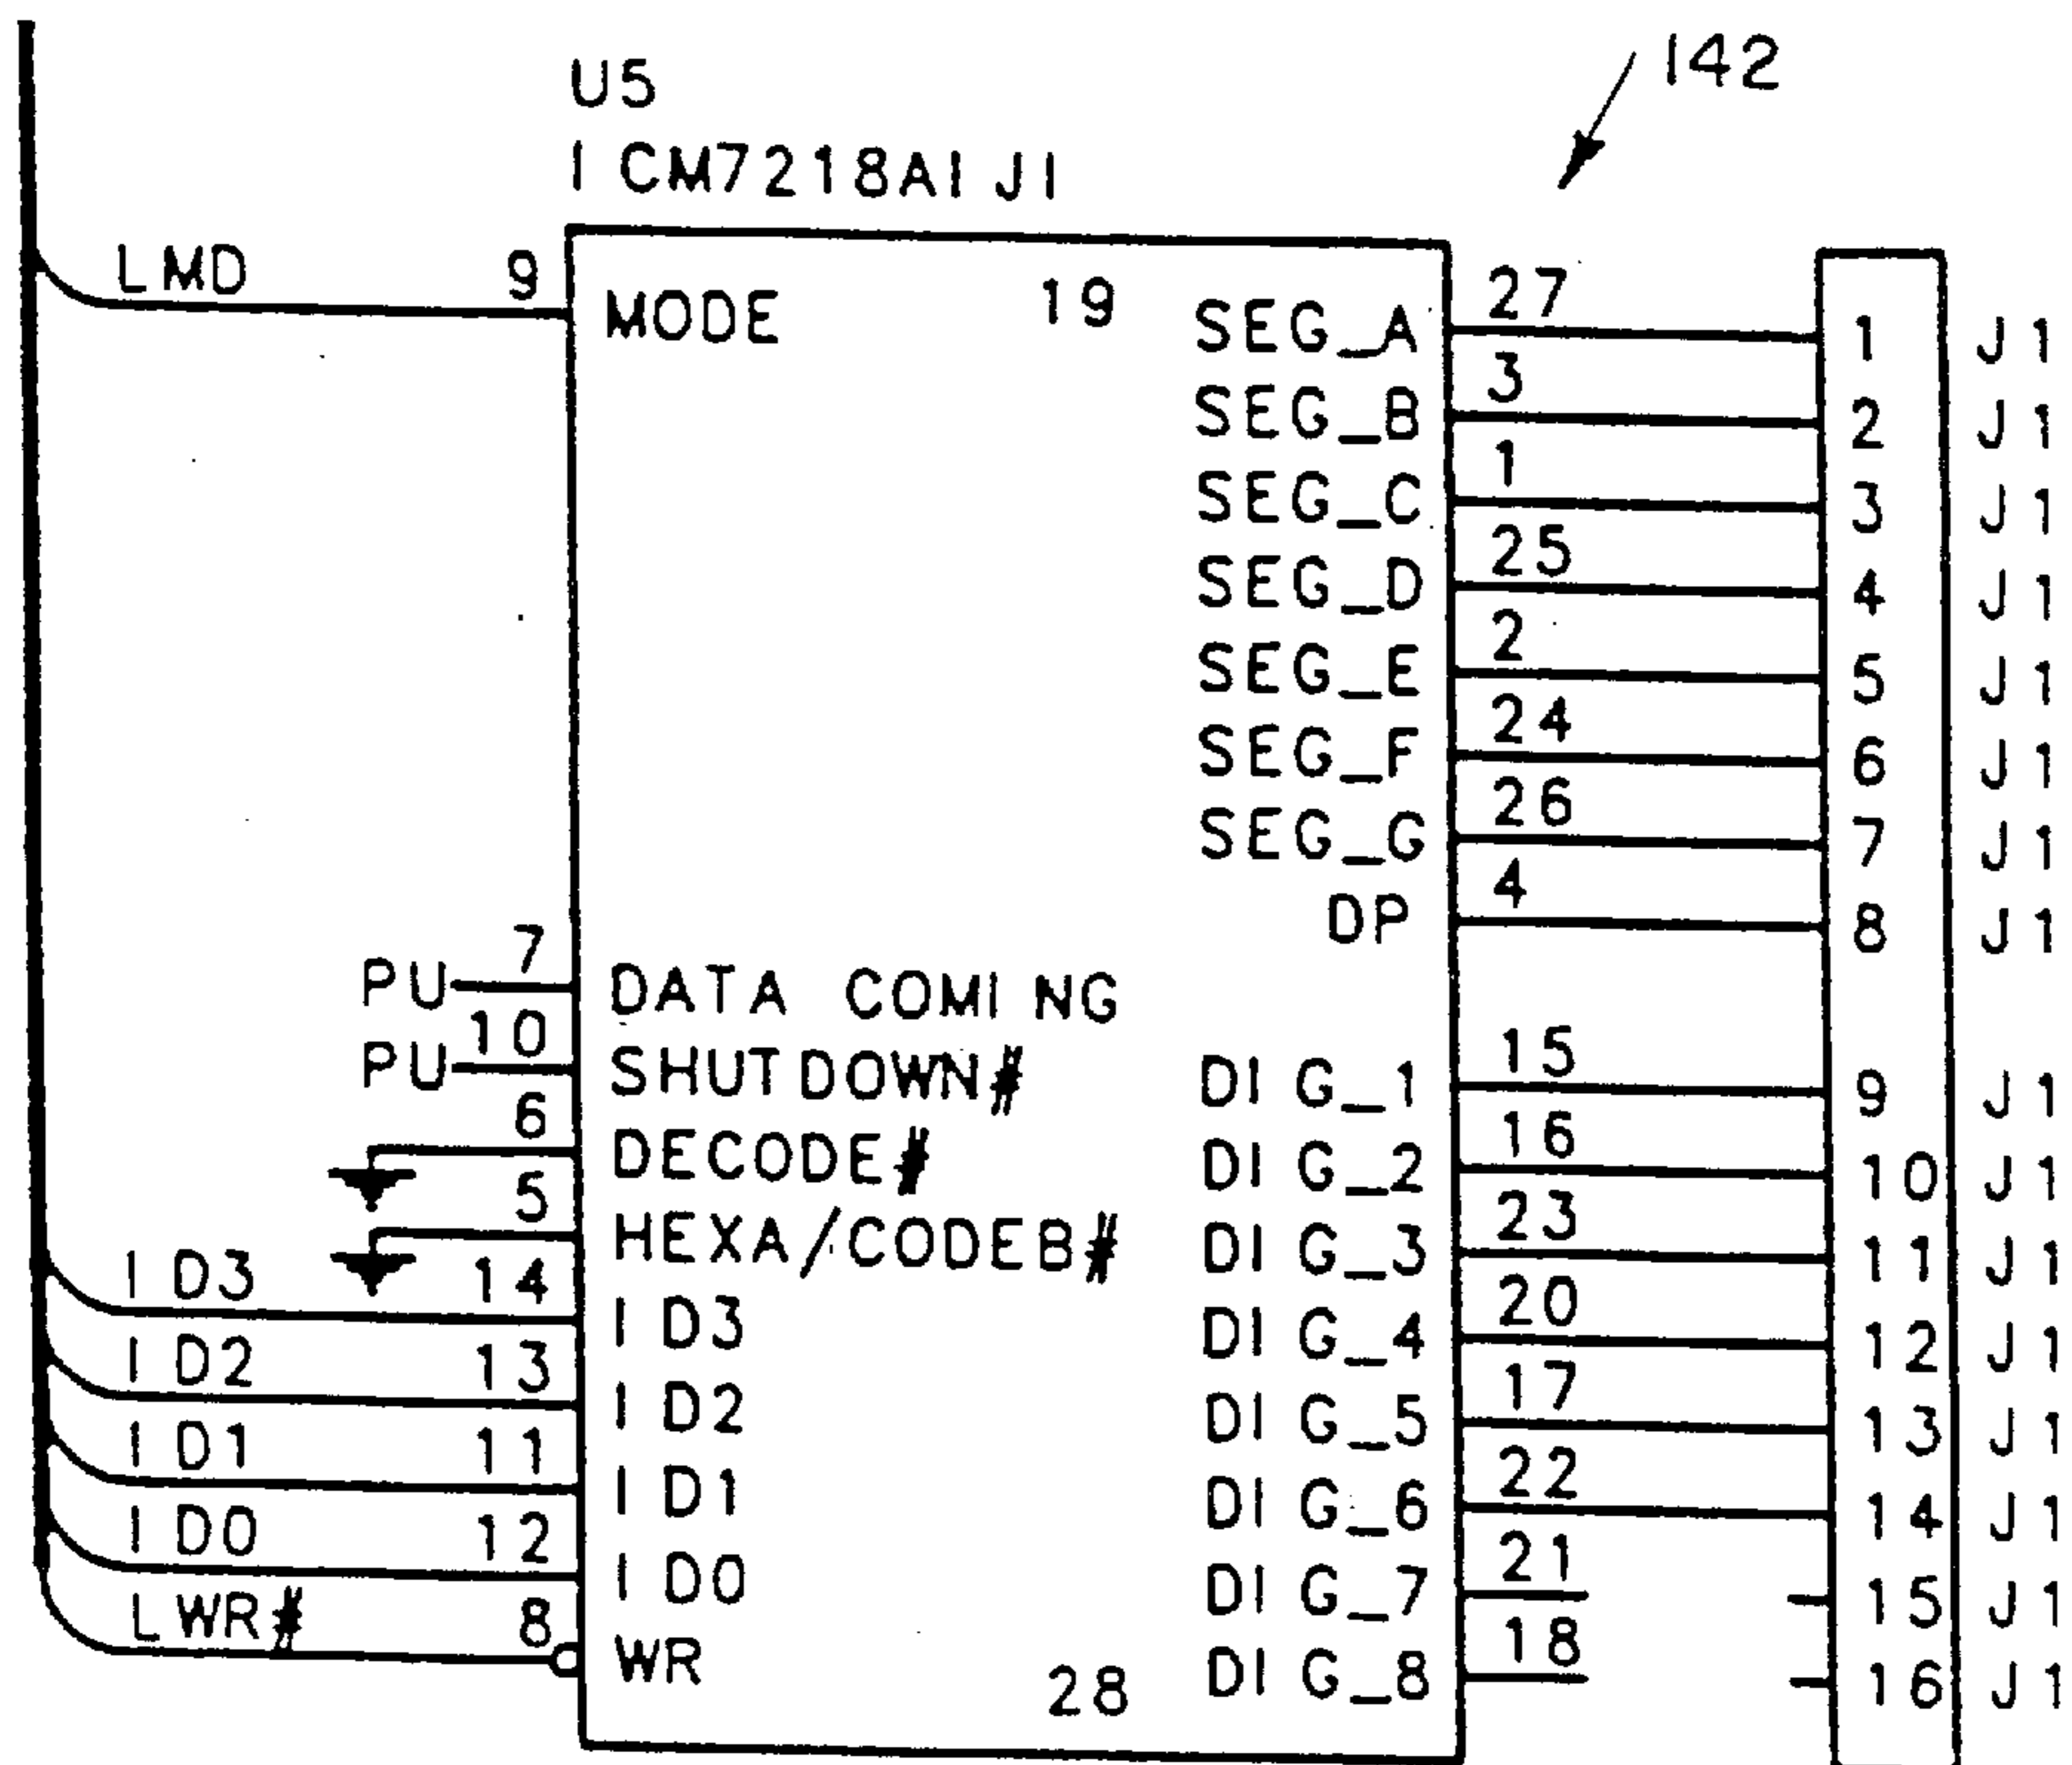 142
U5
ICM7218AIJI
LMD 9 MODE 19 SEG_A 27 1 J1
SEG_B 3 2 J1
SEG_C 1 3 J1
SEG_D 25 4 J1
SEG_E 2 5 J1
SEG_F 24 6 J1
SEG_G 26 7 J1
DP 4 8 J1
PU 7 DATA COMING
PU 10 SHUTDOWN# DIG_1 15 9 J1
6 DECODE# DIG_2 16 10 J1
5 HEXA/CODEB# DIG_3 23 11 J1
ID3 14 ID3 DIG_4 20 12 J1
ID2 13 ID2 DIG_5 17 13 J1
ID1 11 ID1 DIG_6 22 14 J1
ID0 12 ID0 DIG_7 21 15 J1
LWR# 8 WR 28 DIG_8 18 16 J1